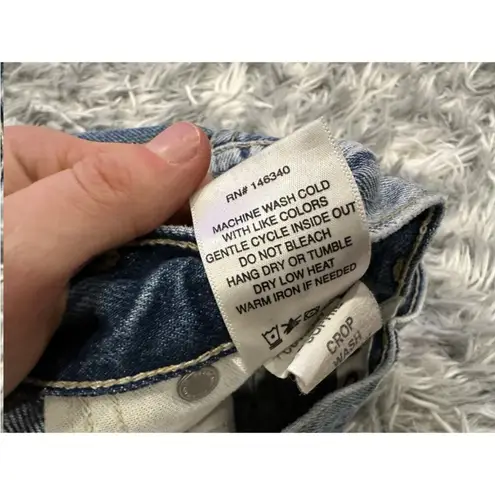 RN# 146340
MACHINE WASH COLD
WITH LIKE COLORS
GENTLE CYCLE INSIDE OUT
DO NOT BLEACH
HANG DRY OR TUMBLE
DRY LOW HEAT
WARM IRON IF NEEDED
CROP
WASH